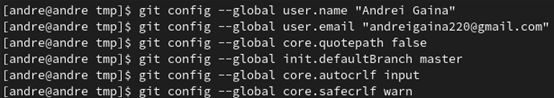 [andre@andre tmp]$ git config --global user.name "Andrei Gaina"
[andre@andre tmp]$ git config --global user.email "andreigaina220@gmail.com"
[andre@andre tmp]$ git config --global core.quotepath false
[andre@andre tmp]$ git config --global init.defaultBranch master
[andre@andre tmp]$ git config --global core.autocrlf input
[andre@andre tmp]$ git config --global core.safecrlf warn